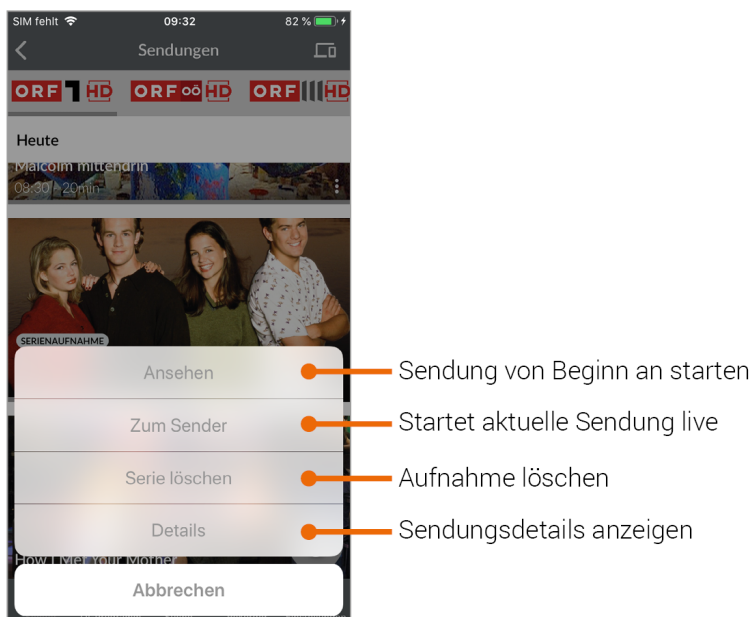 SIM fehlt 09:32 82 %
Sendungen
ORF 1 HD ORF oö HD ORF III HD
Heute
Malcolm mittendrin
08:30 20min
SERIENAUFNAHME
Ansehen
Sendung von Beginn an starten
Zum Sender
Startet aktuelle Sendung live
Serie löschen
Aufnahme löschen
Details
Sendungsdetails anzeigen
How I Met Your Mother
Abbrechen